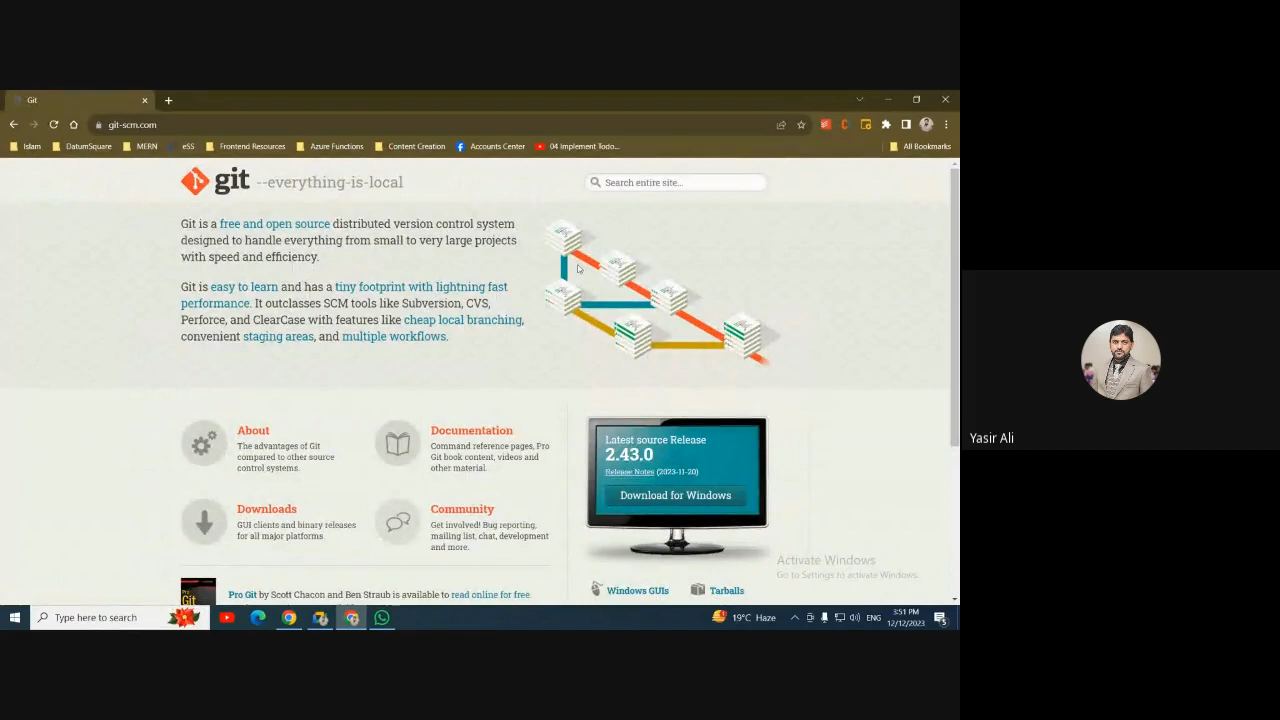 Git
git-scm.com
Islam
DatumSquare
MERN
eSS
Frontend Resources
Azure Functions
Content Creation
Accounts Center
04 Implement Todo...
All Bookmarks
git --everything-is-local
Search entire site...
Git is a free and open source distributed version control system
designed to handle everything from small to very large projects
with speed and efficiency.
Git is easy to learn and has a tiny footprint with lightning fast
performance. It outclasses SCM tools like Subversion, CVS,
Perforce, and ClearCase with features like cheap local branching,
convenient staging areas, and multiple workflows.
About
The advantages of Git
compared to other source
control systems.
Documentation
Command reference pages, Pro
Git book content, videos and
other material.
Downloads
GUI clients and binary releases
for all major platforms.
Community
Get involved! Bug reporting,
mailing list, chat, development
and more.
Latest source Release
2.43.0
Release Notes (2023-11-20)
Download for Windows
Windows GUIs
Tarballs
Pro
Git
Pro Git by Scott Chacon and Ben Straub is available to read online for free.
Activate Windows
Go to Settings to activate Windows.
Yasir Ali
Type here to search
19°C Haze
ENG
3:51 PM
12/12/2023
5